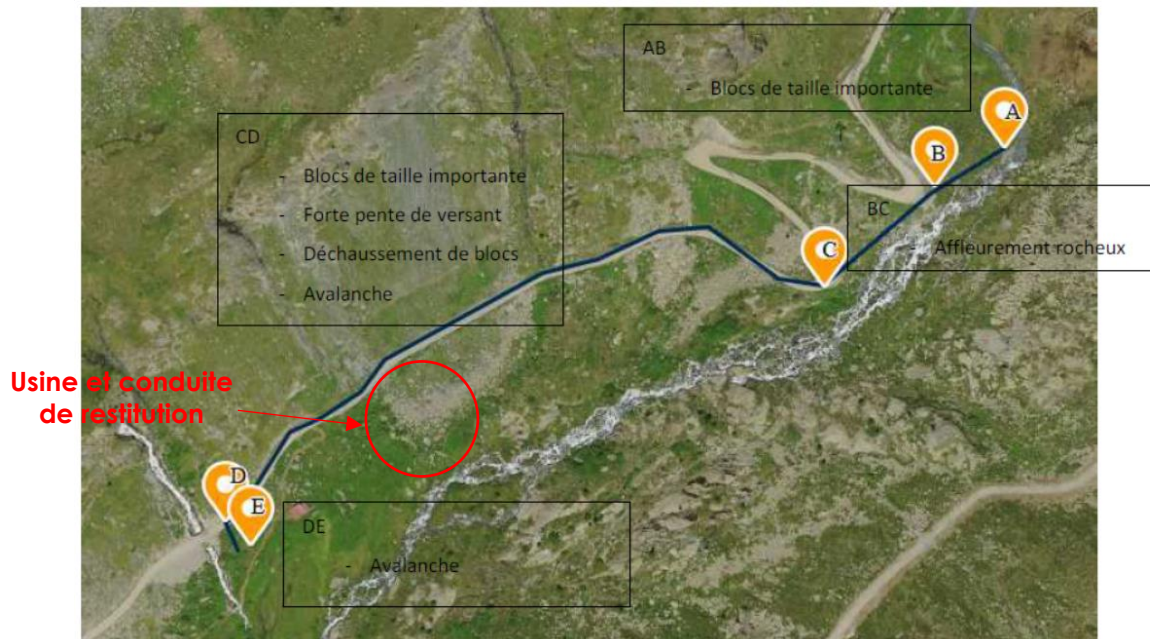 AB
- Blocs de taille importante
A
B
CD
- Blocs de taille importante
- Forte pente de versant
- Déchaussement de blocs
- Avalanche
BC
- Affleurement rocheux
C
Usine et conduite
de restitution
D
E
DE
- Avalanche